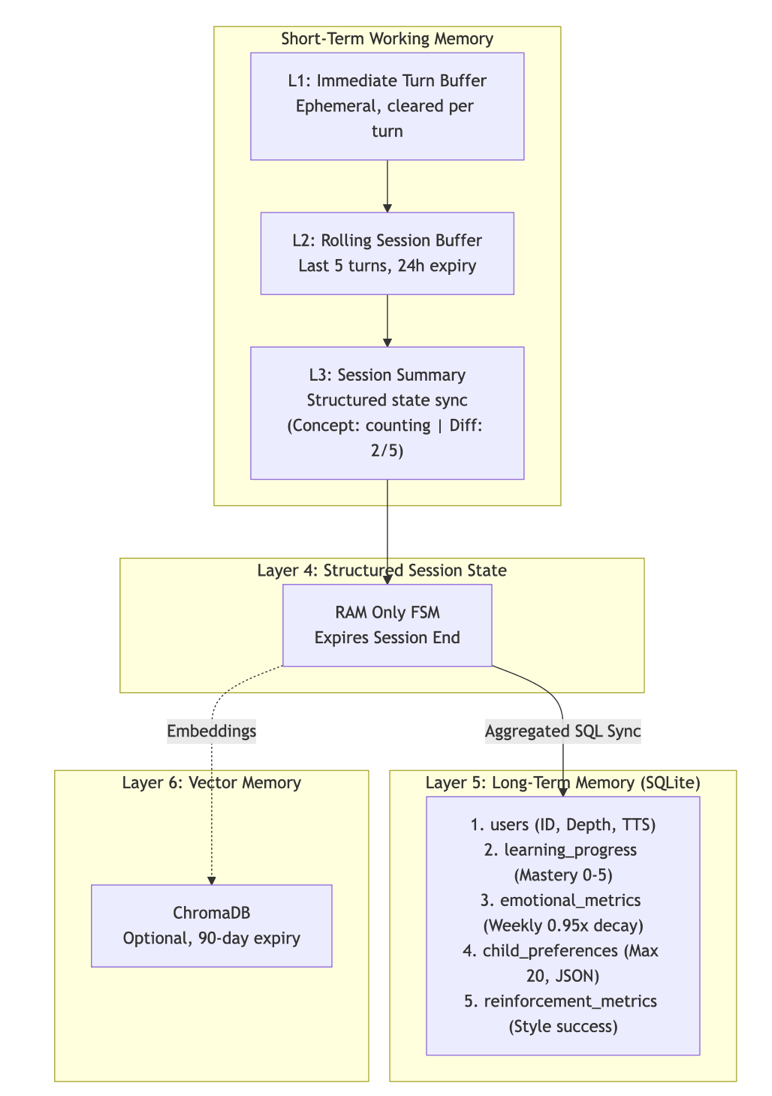 Short-Term Working Memory
L1: Immediate Turn Buffer
Ephemeral, cleared per
turn
L2: Rolling Session Buffer
Last 5 turns, 24h expiry
L3: Session Summary
Structured state sync
(Concept: counting | Diff:
2/5)
Layer 4: Structured Session State
RAM Only FSM
Expires Session End
Embeddings
Aggregated SQL Sync
Layer 6: Vector Memory
ChromaDB
Optional, 90-day expiry
Layer 5: Long-Term Memory (SQLite)
1. users (ID, Depth, TTS)
2. learning_progress
(Mastery 0-5)
3. emotional_metrics
(Weekly 0.95x decay)
4. child_preferences (Max
20, JSON)
5. reinforcement_metrics
(Style success)